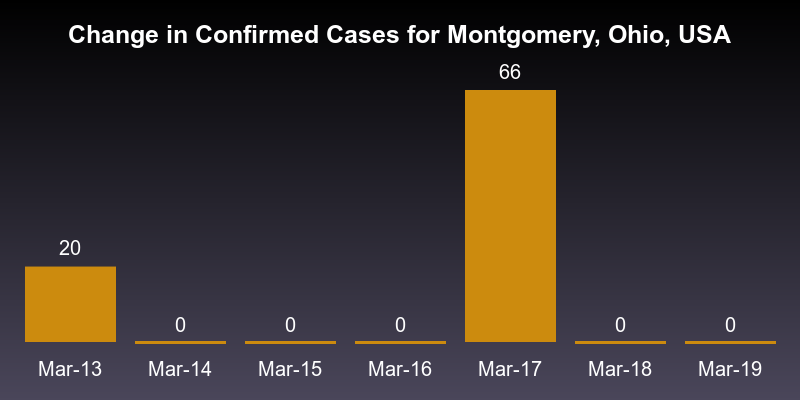 Change in Confirmed Cases for Montgomery, Ohio, USA
66
20
0 0 0 0 0
Mar-13 Mar-14 Mar-15 Mar-16 Mar-17 Mar-18 Mar-19